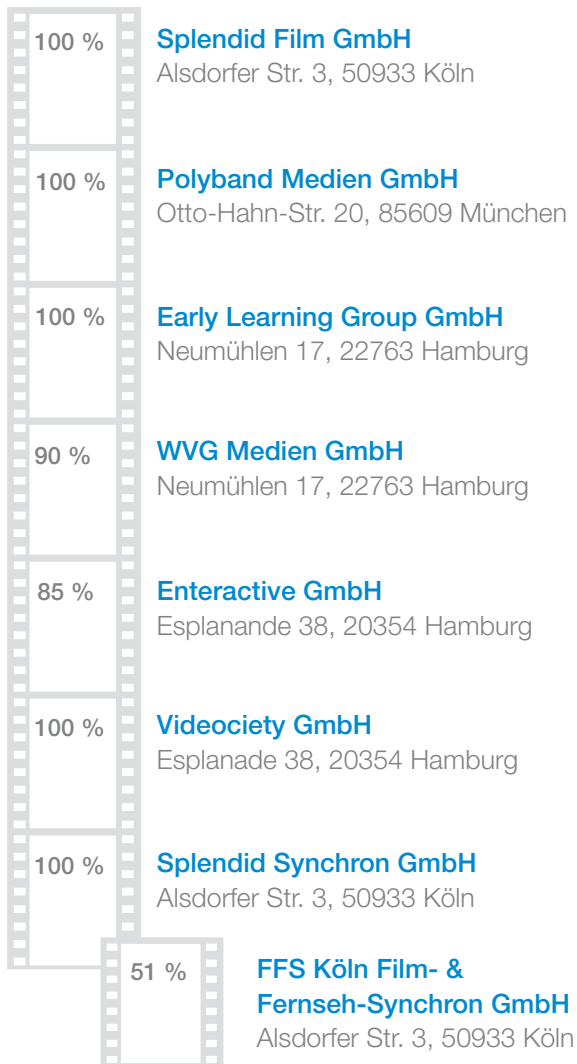 100 %
Splendid Film GmbH
Alsdorfer Str. 3, 50933 Köln
100 %
Polyband Medien GmbH
Otto-Hahn-Str. 20, 85609 München
100 %
Early Learning Group GmbH
Neumühlen 17, 22763 Hamburg
90 %
WVG Medien GmbH
Neumühlen 17, 22763 Hamburg
85 %
Enteractive GmbH
Esplanande 38, 20354 Hamburg
100 %
Videociety GmbH
Esplanade 38, 20354 Hamburg
100 %
Splendid Synchron GmbH
Alsdorfer Str. 3, 50933 Köln
51 %
FFS Köln Film- &
Fernseh-Synchron GmbH
Alsdorfer Str. 3, 50933 Köln